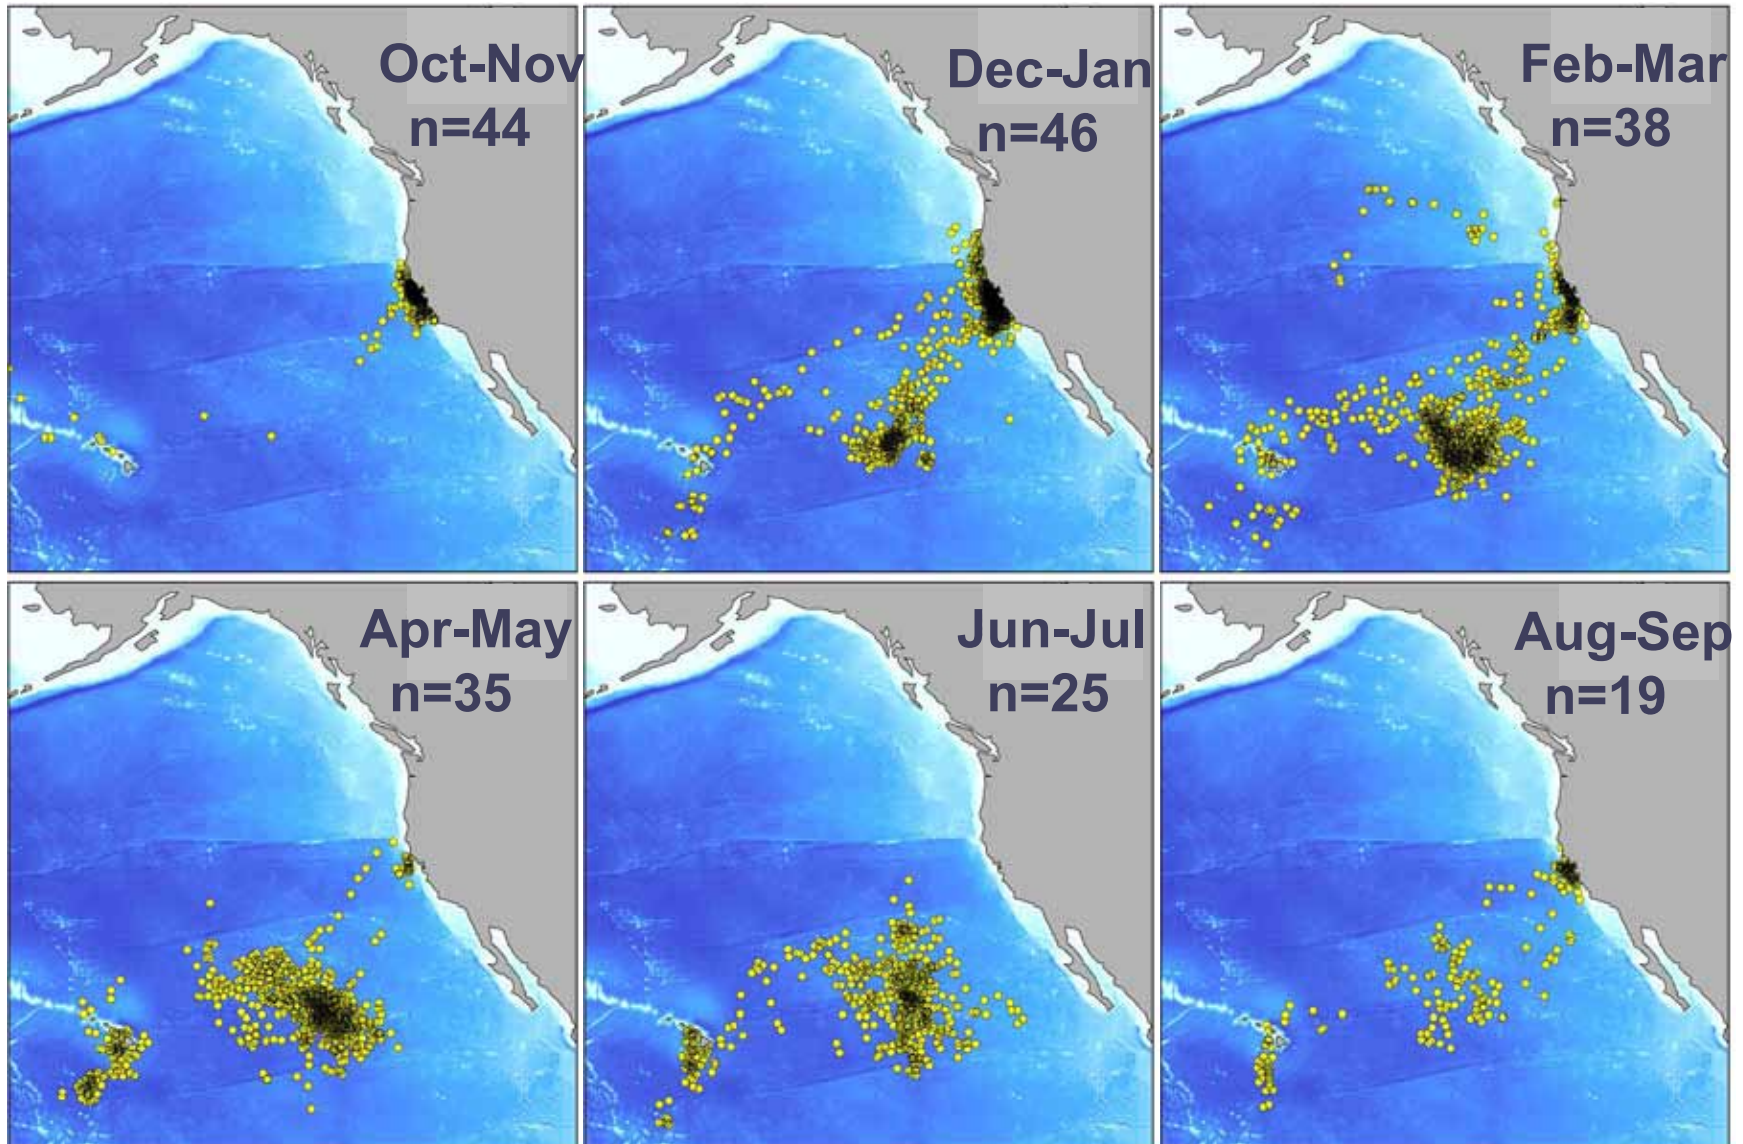 Oct-Nov
n=44
Dec-Jan
n=46
Feb-Mar
n=38
Apr-May
n=35
Jun-Jul
n=25
Aug-Sep
n=19